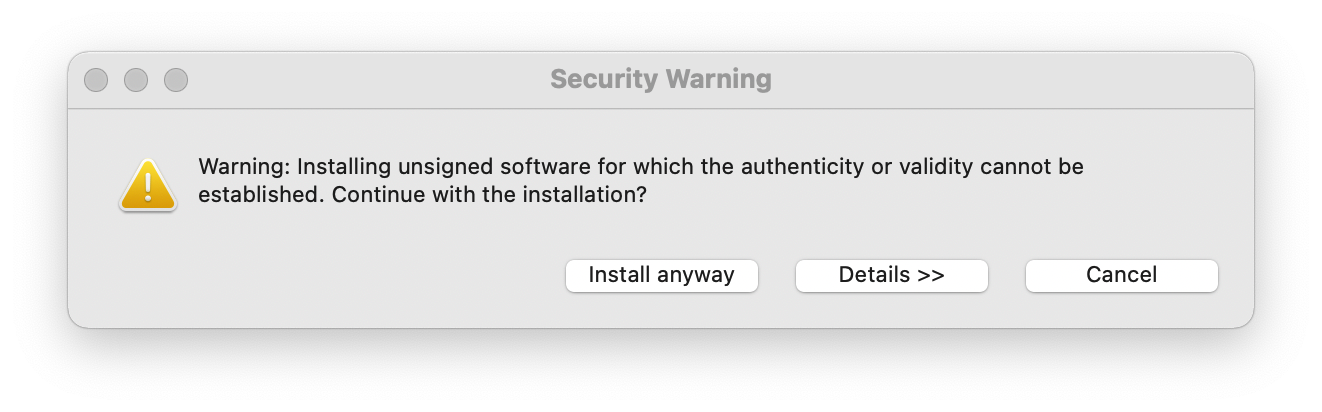 Security Warning
Warning: Installing unsigned software for which the authenticity or validity cannot be
established. Continue with the installation?
Install anyway
Details >>
Cancel